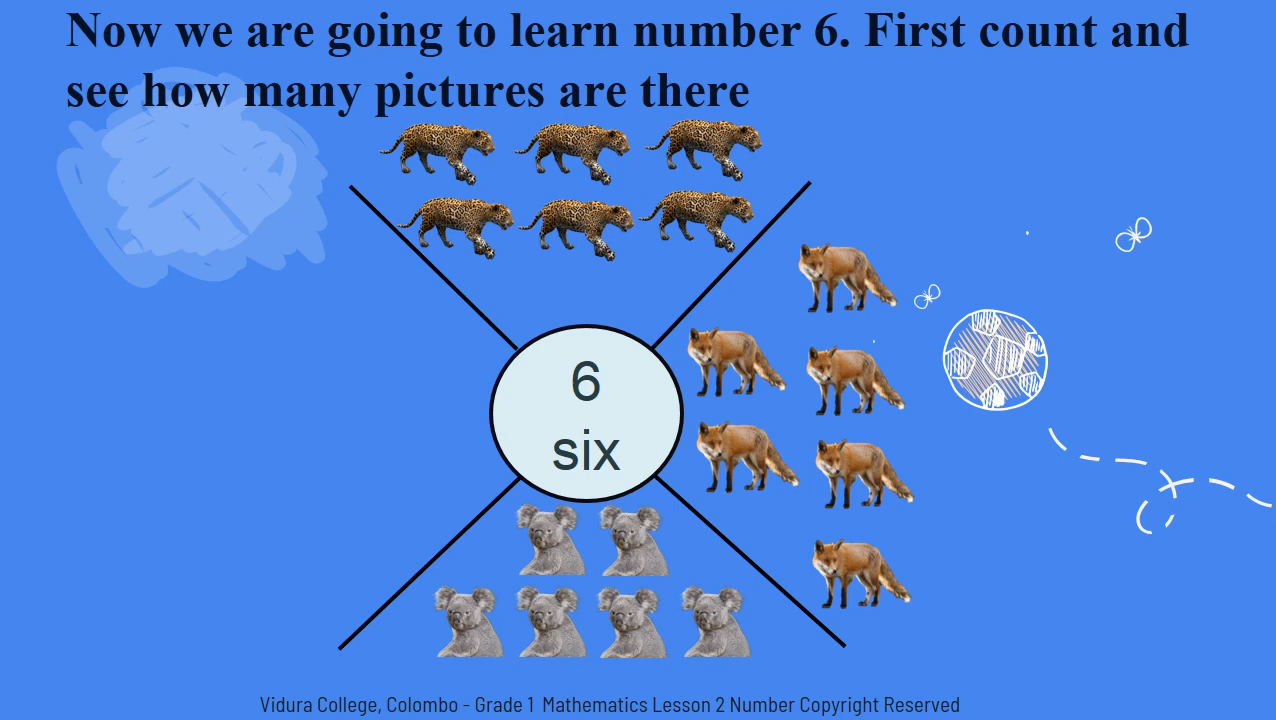 Now we are going to learn number 6. First count and
see how many pictures are there
6
six
Vidura College, Colombo - Grade 1 Mathematics Lesson 2 Number Copyright Reserved